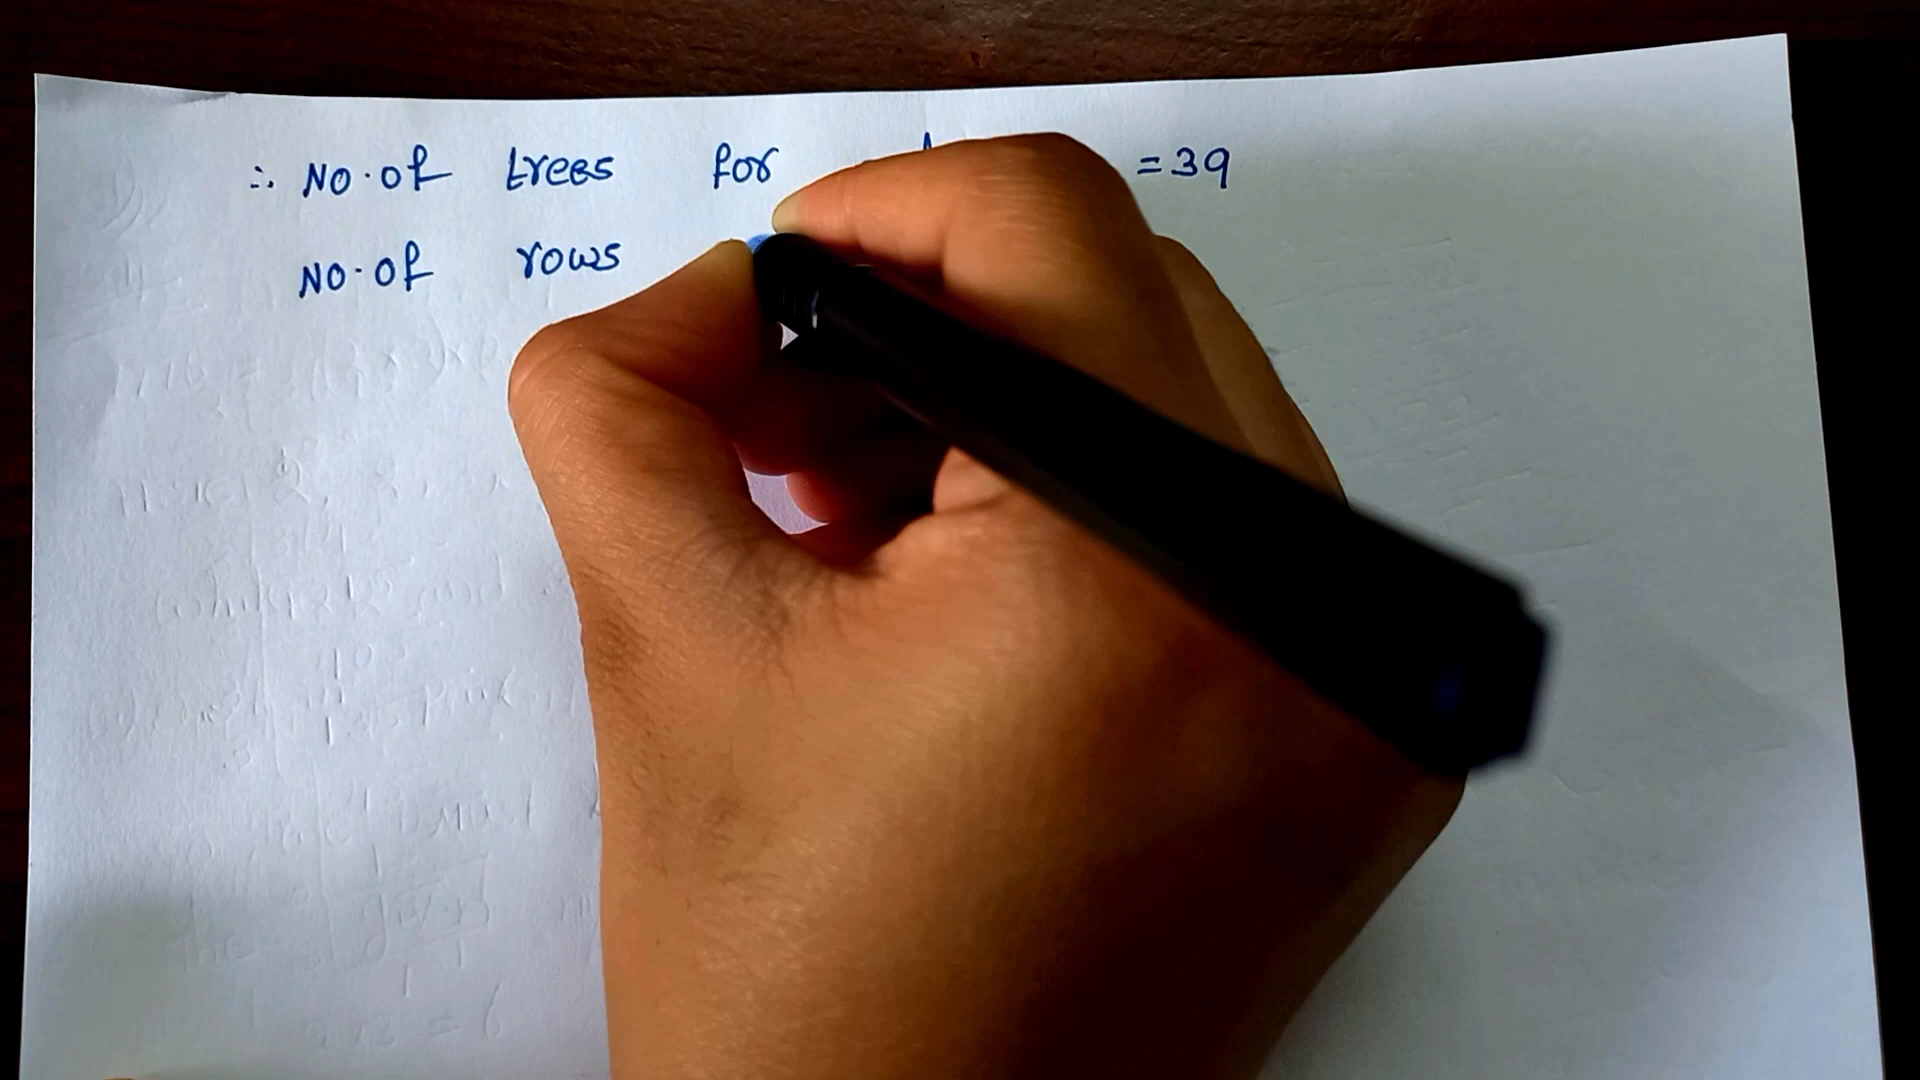 ∴ No.of trees for = 39
No.of rows